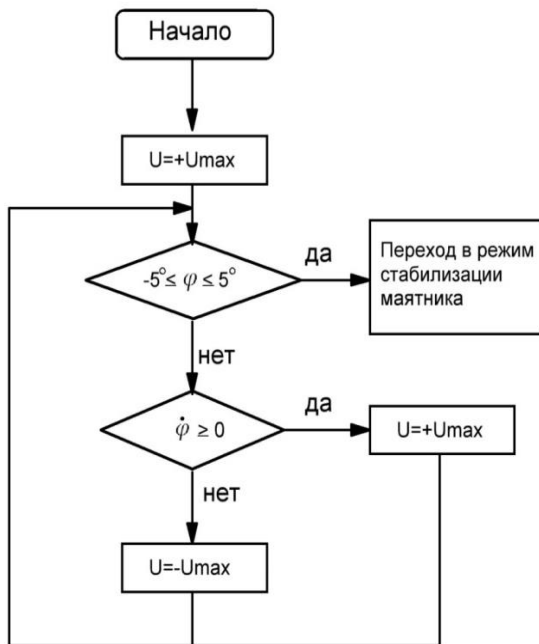 Начало
U=+Umax
-5°≤ φ ≤ 5°
да
Переход в режим
стабилизации
маятника
нет
φ̇ ≥ 0
да
U=+Umax
нет
U=-Umax